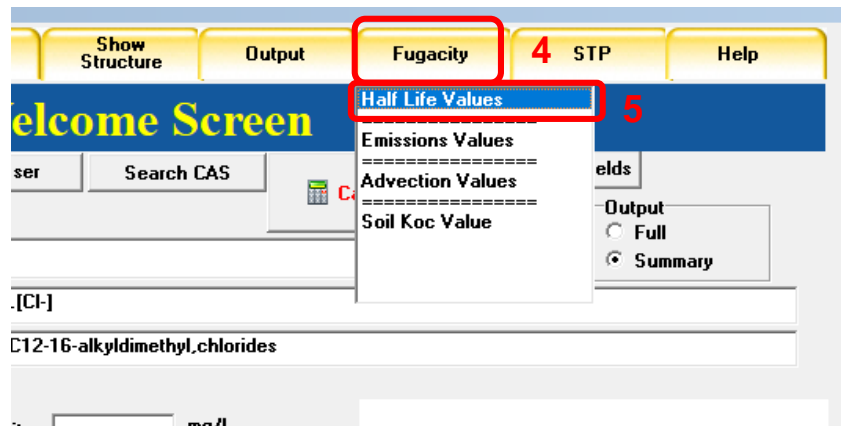 Show
Structure
Output
Fugacity
4
STP
Help
Half Life Values
5
================
Emissions Values
================
Advection Values
================
Soil Koc Value
elcome Screen
ser
Search CAS
Ca
elds
Output
Full
Summary
.[Cl-]
C12-16-alkyldimethyl,chlorides